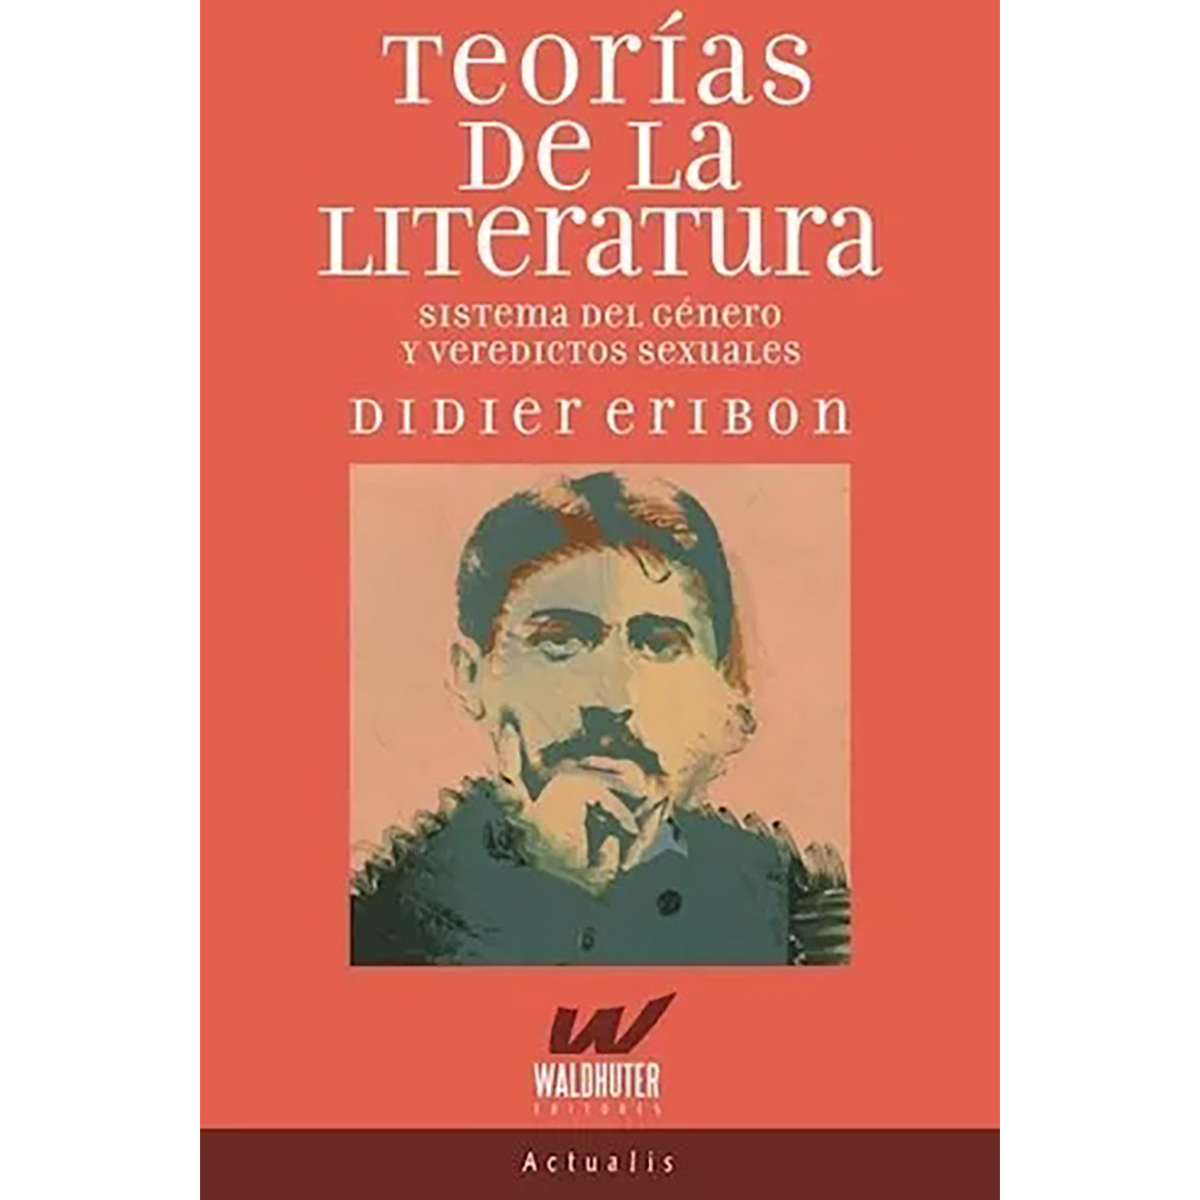 Teorías
de la
Literatura
sistema del género
y veredictos sexuales
Didier Eribon
W
WALDHUTER
EDITORES
Actualis